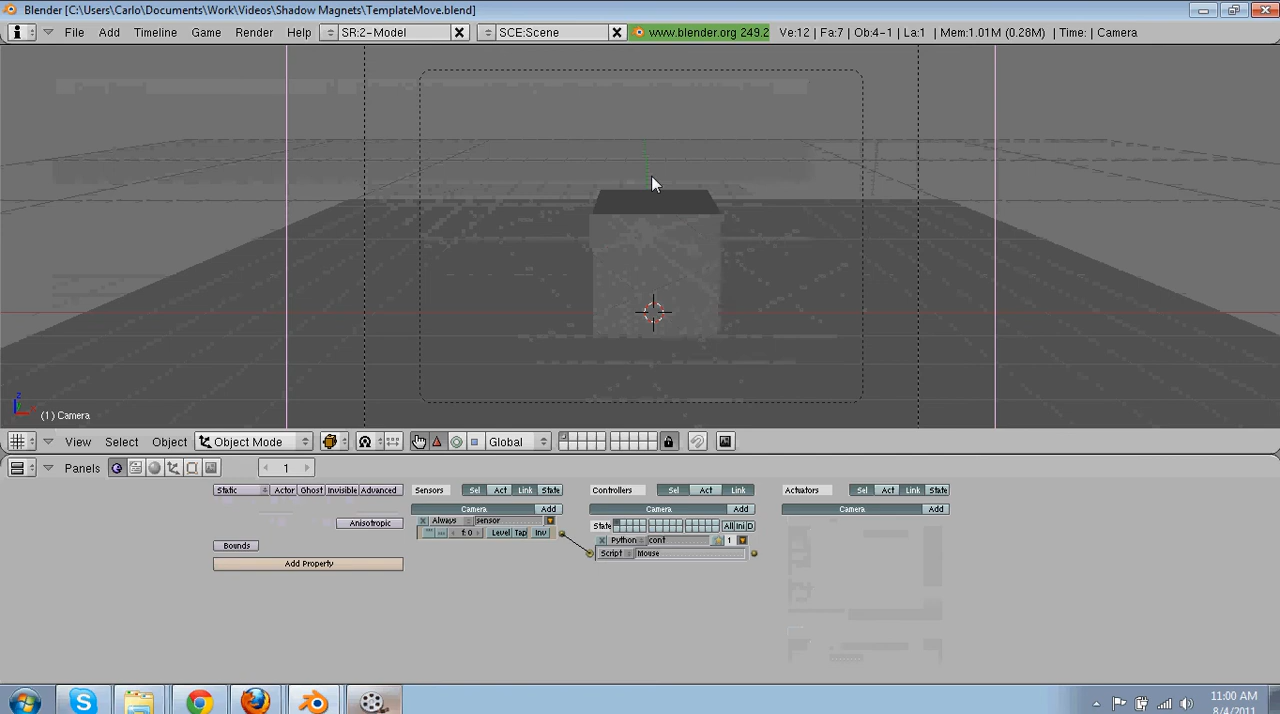 Blender [C:\Users\Carlo\Documents\Work\Videos\Shadow Magnets\TemplateMove.blend]
File Add Timeline Game Render Help SR:2-Model SCE:Scene www.blender.org 249.2 Ve:12 | Fa:7 | Ob:4-1 | La:1 | Mem:1.01M (0.28M) | Time: | Camera
(1) Camera
View Select Object Object Mode Global
Panels 1
Static Actor Ghost Invisible Advanced Sensors Sel Act Link State Controllers Sel Act Link Actuators Sel Act Link State
Camera Add Camera Add Camera Add
X Always sensor State All Ini D
Anisotropic f:0 Level Tap Inv X Python cont 1
Bounds Script Mouse
Add Property
11:00 AM
8/4/2011